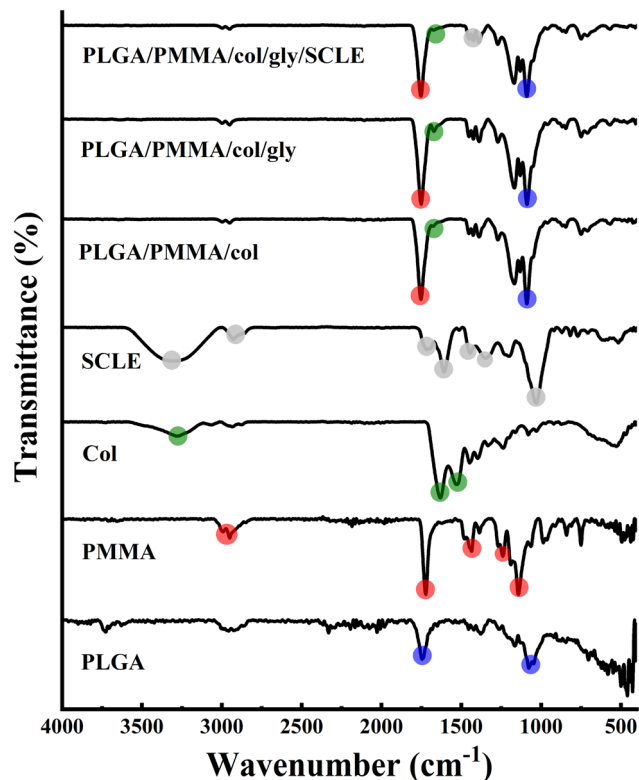 PLGA/PMMA/col/gly/SCLE
PLGA/PMMA/col/gly
PLGA/PMMA/col
SCLE
Col
PMMA
PLGA
Transmittance (%)
4000 3500 3000 2500 2000 1500 1000 500
Wavenumber (cm⁻¹)